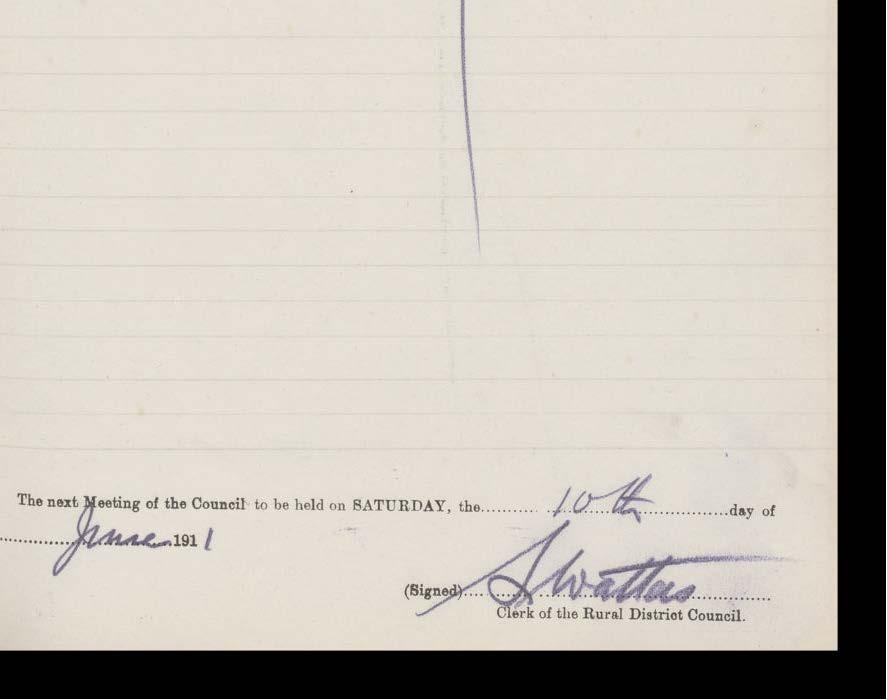 The next Meeting of the Council to be held on SATURDAY, the 10th day of
June 1911
(Signed) S Watters
Clerk of the Rural District Council.